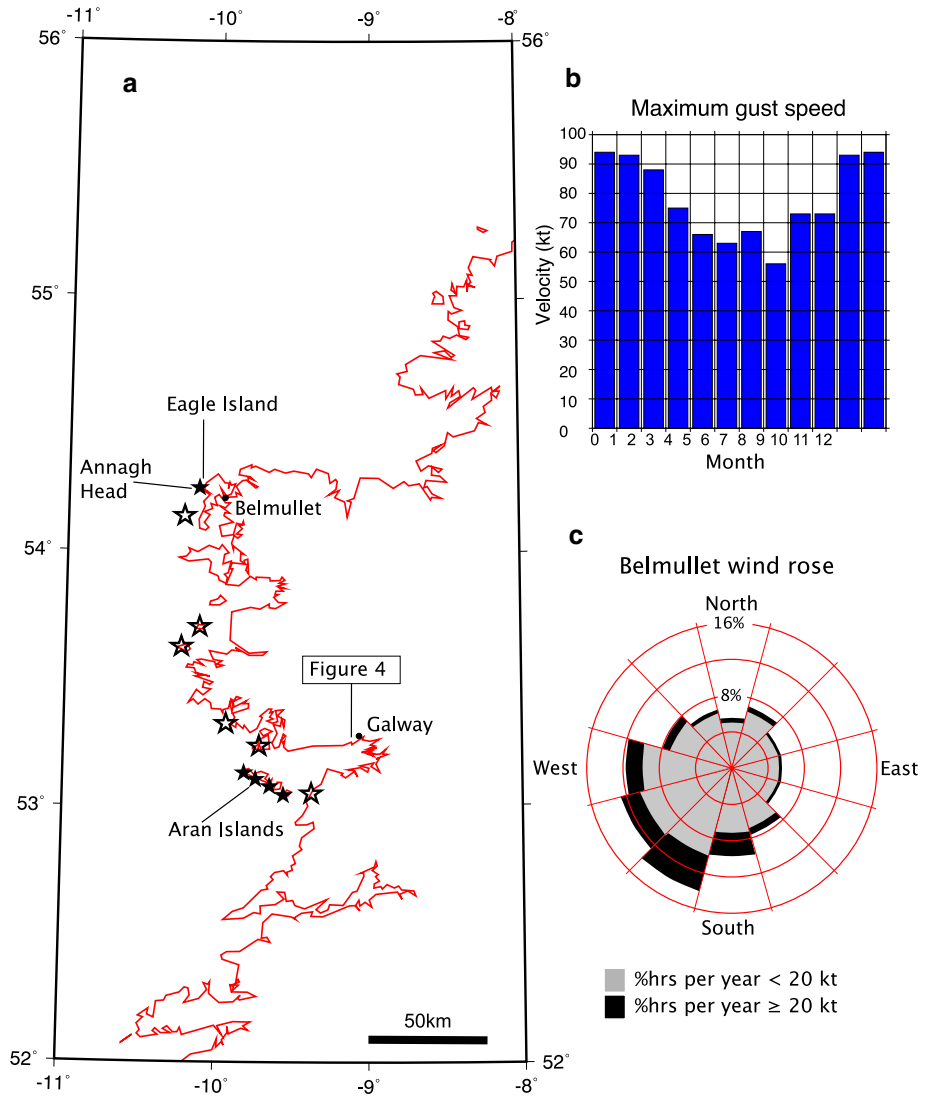 -11° -10° -9° -8°
56° 56°
a
55°
54°
53°
52° 52°
-11° -10° -9° -8°
Eagle Island
Annagh
Head
Belmullet
Figure 4
Galway
Aran Islands
50km
b
Maximum gust speed
100
90
80
70
60
50
40
30
20
10
0
Velocity (kt)
0 1 2 3 4 5 6 7 8 9 10 11 12
Month
c
Belmullet wind rose
North
16%
8%
West East
South
%hrs per year < 20 kt
%hrs per year ≥ 20 kt